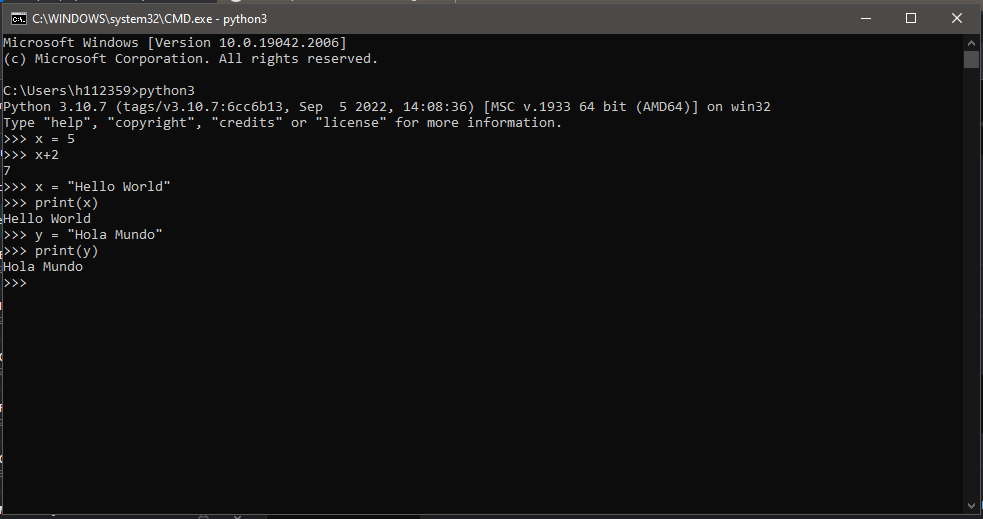 C:\WINDOWS\system32\CMD.exe - python3
Microsoft Windows [Version 10.0.19042.2006]
(c) Microsoft Corporation. All rights reserved.
C:\Users\h112359>python3
Python 3.10.7 (tags/v3.10.7:6cc6b13, Sep  5 2022, 14:08:36) [MSC v.1933 64 bit (AMD64)] on win32
Type "help", "copyright", "credits" or "license" for more information.
>>> x = 5
>>> x+2
7
>>> x = "Hello World"
>>> print(x)
Hello World
>>> y = "Hola Mundo"
>>> print(y)
Hola Mundo
>>>